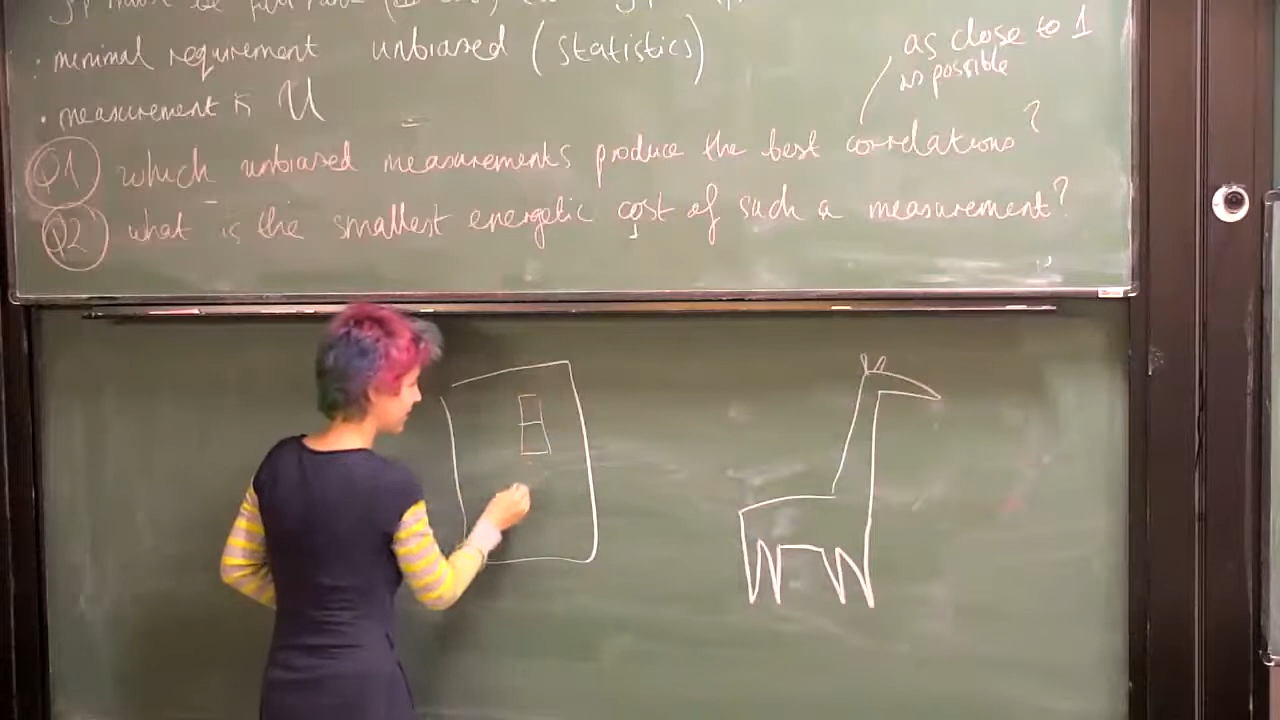 · minimal requirement unbiased (statistics)
as close to 1
as possible
· measurement is U
Q1 which unbiased measurements produce the best correlations?
Q2 what is the smallest energetic cost of such a measurement?